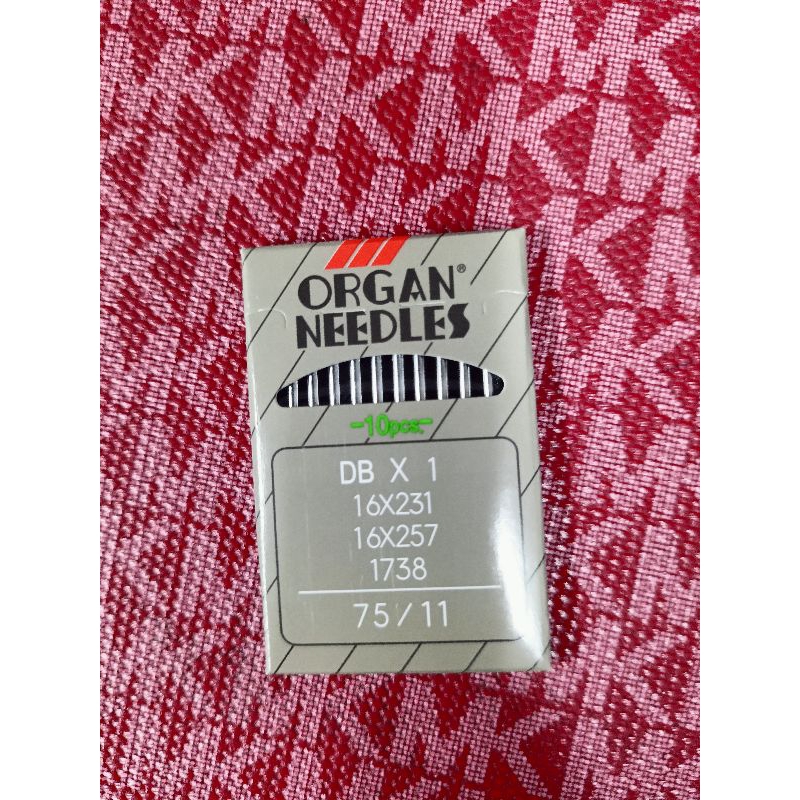 ORGAN®
NEEDLES
-10pcs.-
DB X 1
16X231
16X257
1738
75/11